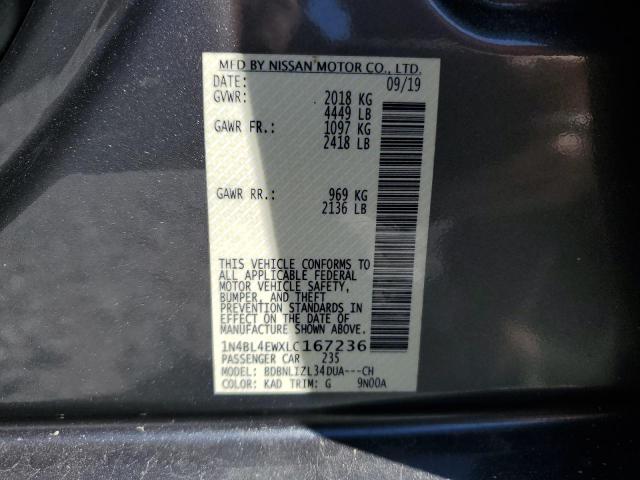 MFD BY NISSAN MOTOR CO., LTD.
DATE: 09/19
GVWR: 2018 KG
4449 LB
GAWR FR.: 1097 KG
2418 LB
GAWR RR.: 969 KG
2136 LB
THIS VEHICLE CONFORMS TO
ALL APPLICABLE FEDERAL
MOTOR VEHICLE SAFETY,
BUMPER, AND THEFT
PREVENTION STANDARDS IN
EFFECT ON THE DATE OF
MANUFACTURE SHOWN ABOVE.
1N4BL4EWXLC167236
PASSENGER CAR 235
MODEL: BDBNLIZL34DUA---CH
COLOR: KAD TRIM: G 9N00A